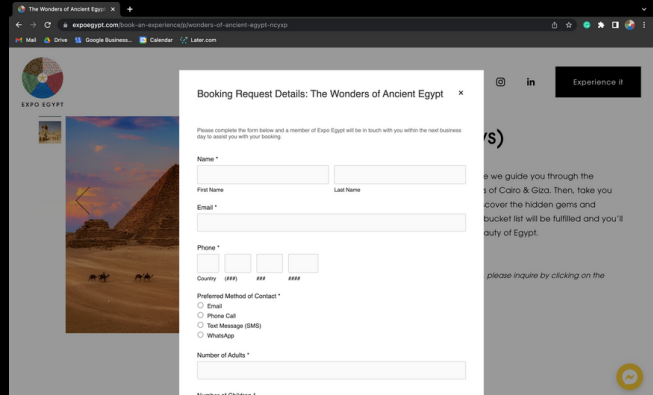 The Wonders of Ancient Egypt
expoegypt.com/book-an-experience/p/wonders-of-ancient-egypt-ncyxp
Mail Drive Google Business... Calendar Later.com
EXPO EGYPT
in
Experience it
Booking Request Details: The Wonders of Ancient Egypt ×
Please complete the form below and a member of Expo Egypt will be in touch with you within the next business
day to assist you with your booking.
Name *
First Name Last Name
Email *
Phone *
Country (###) ### ####
Preferred Method of Contact *
Email
Phone Call
Text Message (SMS)
WhatsApp
Number of Adults *
Number of Children *
s)
e we guide you through the
s of Cairo & Giza. Then, take you
scover the hidden gems and
bucket list will be fulfilled and you'll
auty of Egypt.
please inquire by clicking on the